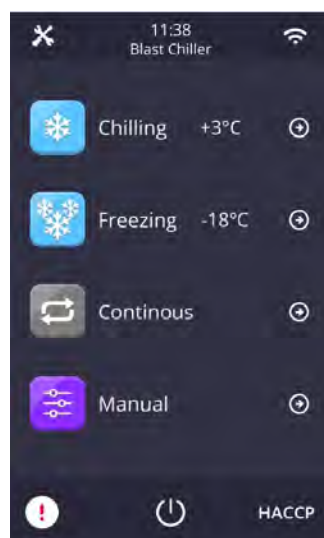 11:38
Blast Chiller
Chilling +3°C
Freezing -18°C
Continous
Manual
HACCP